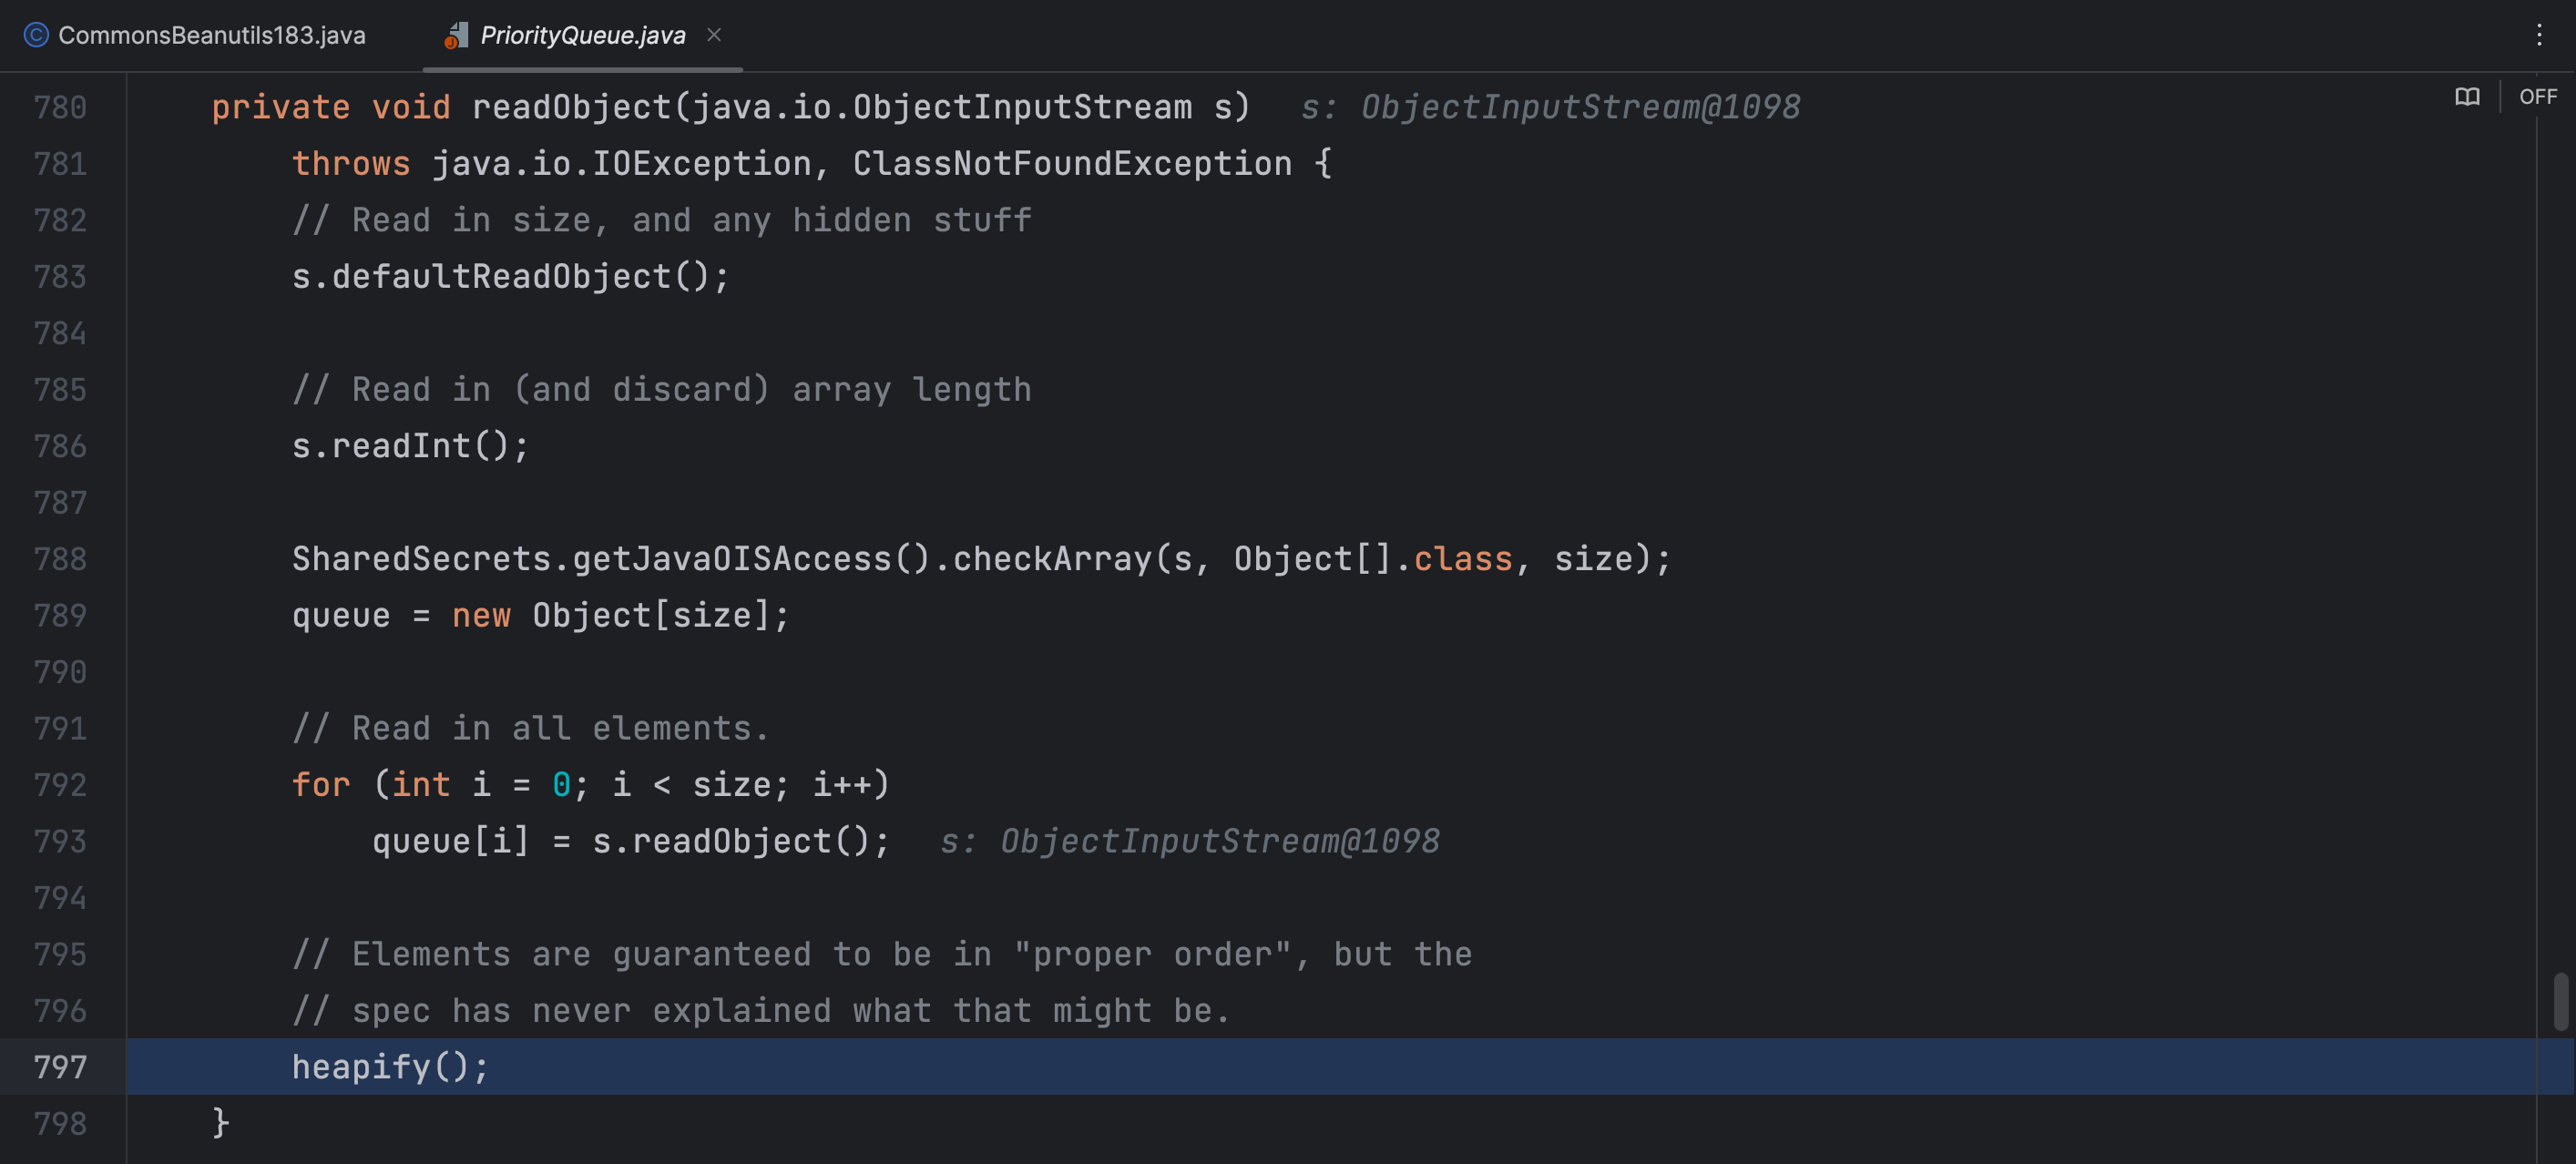 CommonsBeanutils183.java PriorityQueue.java
OFF
780 private void readObject(java.io.ObjectInputStream s) s: ObjectInputStream@1098
781 throws java.io.IOException, ClassNotFoundException {
782 // Read in size, and any hidden stuff
783 s.defaultReadObject();
784
785 // Read in (and discard) array length
786 s.readInt();
787
788 SharedSecrets.getJavaOISAccess().checkArray(s, Object[].class, size);
789 queue = new Object[size];
790
791 // Read in all elements.
792 for (int i = 0; i < size; i++)
793 queue[i] = s.readObject(); s: ObjectInputStream@1098
794
795 // Elements are guaranteed to be in "proper order", but the
796 // spec has never explained what that might be.
797 heapify();
798 }